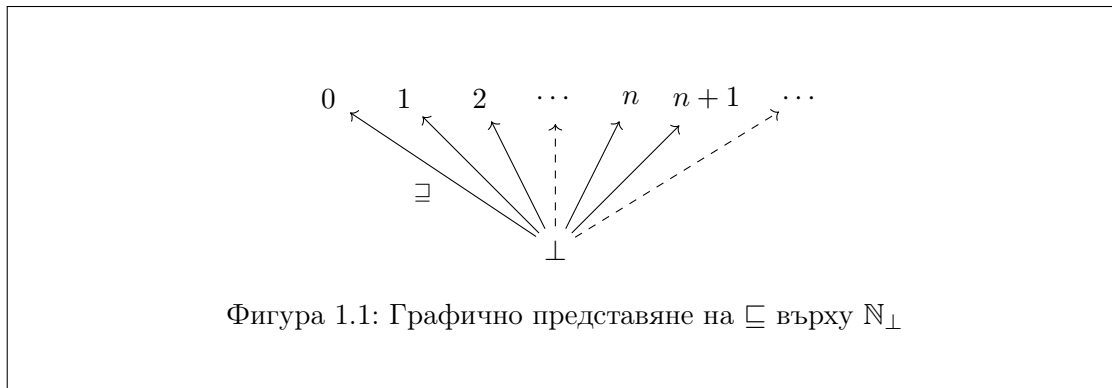 0 1 2 ⋯ n n + 1 ⋯
⊒
⊥
Фигура 1.1: Графично представяне на ⊑ върху ℕ⊥